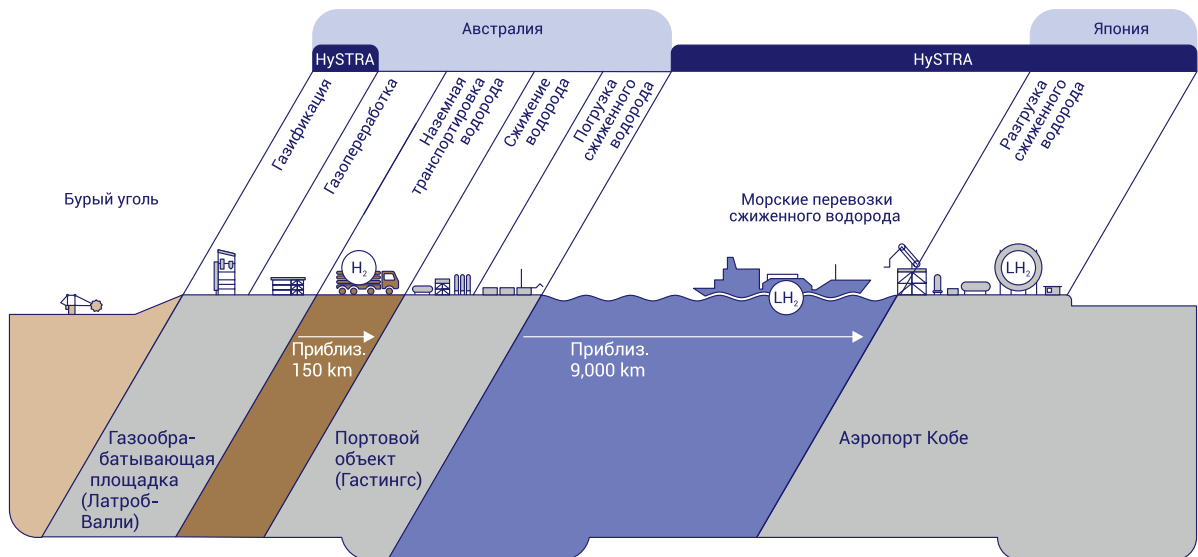 Австралия
Япония
HySTRA
HySTRA
Газификация
Газопереработка
Наземная
транспортировка
водорода
Сжижение
водорода
Погрузка
сжиженного
водорода
Разгрузка
сжиженного
водорода
Бурый уголь
Морские перевозки
сжиженного водорода
H₂
LH₂
LH₂
Приблиз.
150 km
Приблиз.
9,000 km
Газообра-
батывающая
площадка
(Латроб-
Валли)
Портовой
объект
(Гастингс)
Аэропорт Кобе